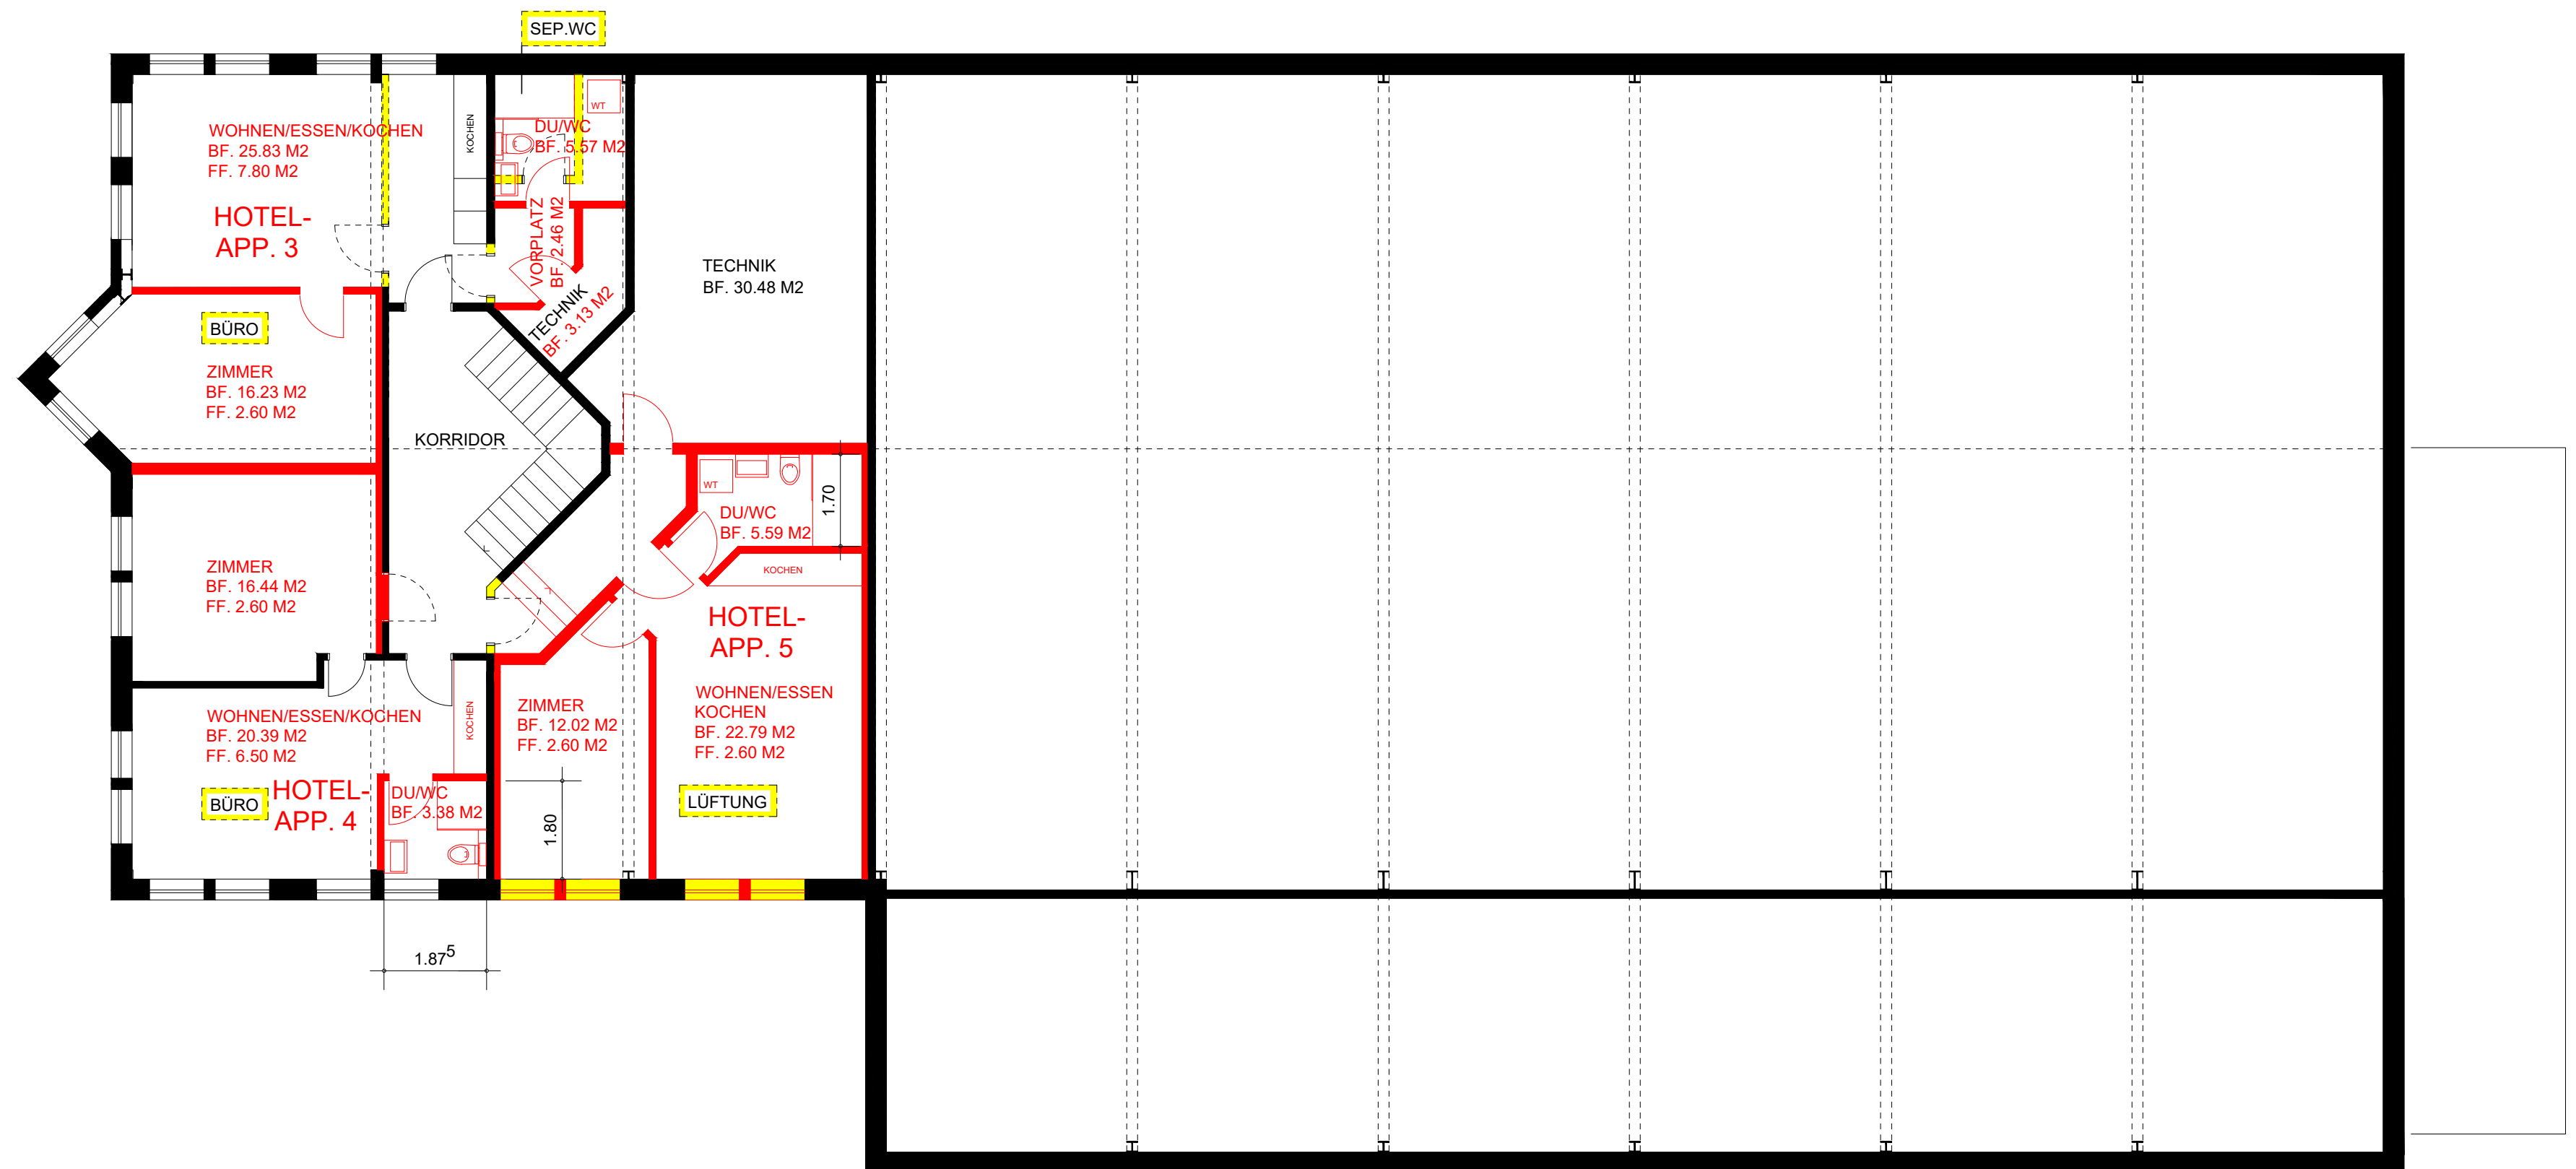 SEP.WC
WOHNEN/ESSEN/KOCHEN
BF. 25.83 M2
FF. 7.80 M2
HOTEL-
APP. 3
KOCHEN
WT
DU/WC
BF. 5.57 M2
VORPLATZ
BF. 2.46 M2
TECHNIK
BF. 3.13 M2
TECHNIK
BF. 30.48 M2
BÜRO
ZIMMER
BF. 16.23 M2
FF. 2.60 M2
KORRIDOR
WT
DU/WC
BF. 5.59 M2
1.70
KOCHEN
ZIMMER
BF. 16.44 M2
FF. 2.60 M2
HOTEL-
APP. 5
WOHNEN/ESSEN
KOCHEN
BF. 22.79 M2
FF. 2.60 M2
LÜFTUNG
ZIMMER
BF. 12.02 M2
FF. 2.60 M2
1.80
WOHNEN/ESSEN/KOCHEN
BF. 20.39 M2
FF. 6.50 M2
KOCHEN
BÜRO
HOTEL-
APP. 4
DU/WC
BF. 3.38 M2
1.875